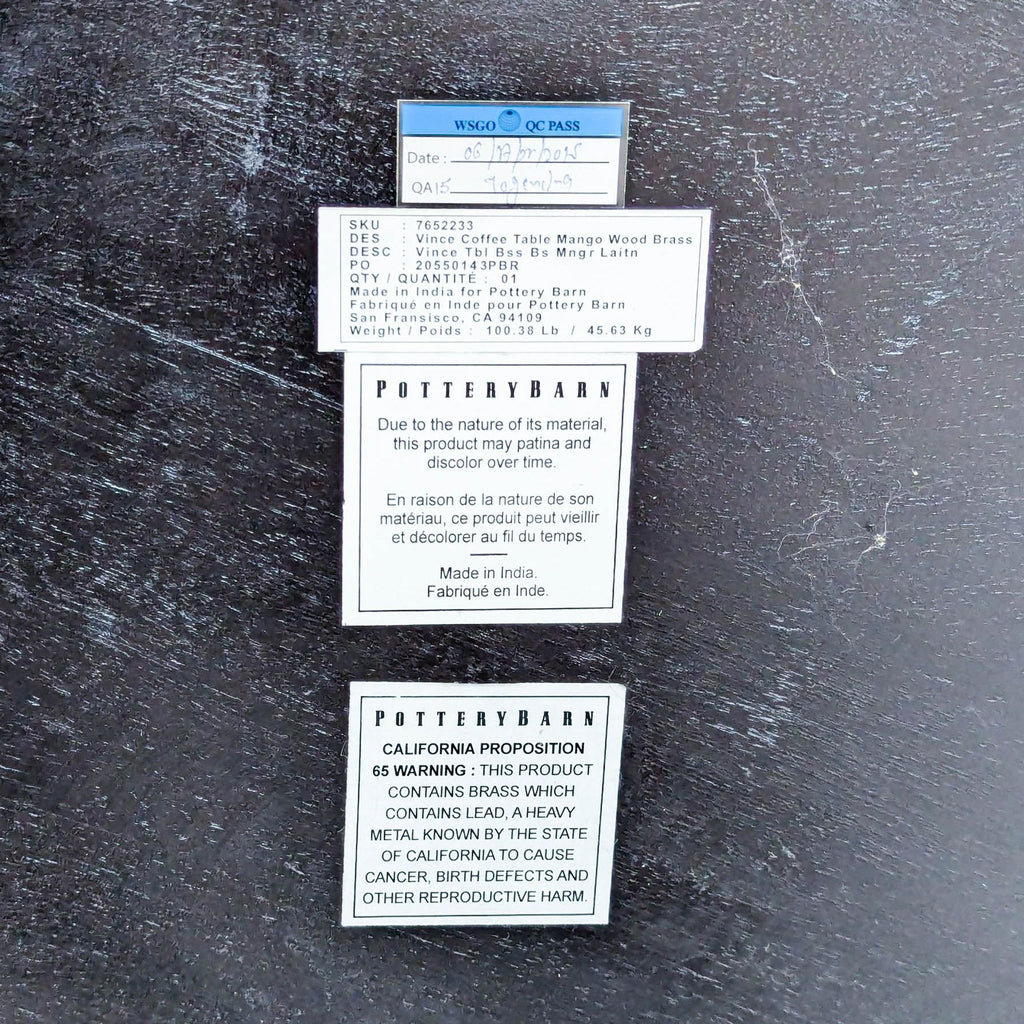 WSGO QC PASS
Date :
QA15
SKU : 7652233
DES : Vince Coffee Table Mango Wood Brass
DESC : Vince Tbl Bss Bs Mngr Laitn
PO : 20550143PBR
QTY / QUANTITÉ : 01
Made in India for Pottery Barn
Fabriqué en Inde pour Pottery Barn
San Fransisco, CA 94109
Weight / Poids : 100.38 Lb / 45.63 Kg
POTTERYBARN
Due to the nature of its material,
this product may patina and
discolor over time.
En raison de la nature de son
matériau, ce produit peut vieillir
et décolorer au fil du temps.
Made in India.
Fabriqué en Inde.
POTTERYBARN
CALIFORNIA PROPOSITION
65 WARNING : THIS PRODUCT
CONTAINS BRASS WHICH
CONTAINS LEAD, A HEAVY
METAL KNOWN BY THE STATE
OF CALIFORNIA TO CAUSE
CANCER, BIRTH DEFECTS AND
OTHER REPRODUCTIVE HARM.